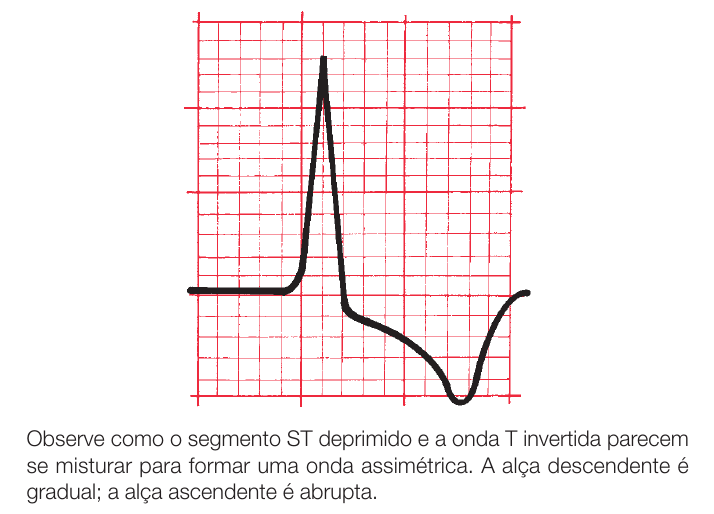 Observe como o segmento ST deprimido e a onda T invertida parecem
se misturar para formar uma onda assimétrica. A alça descendente é
gradual; a alça ascendente é abrupta.